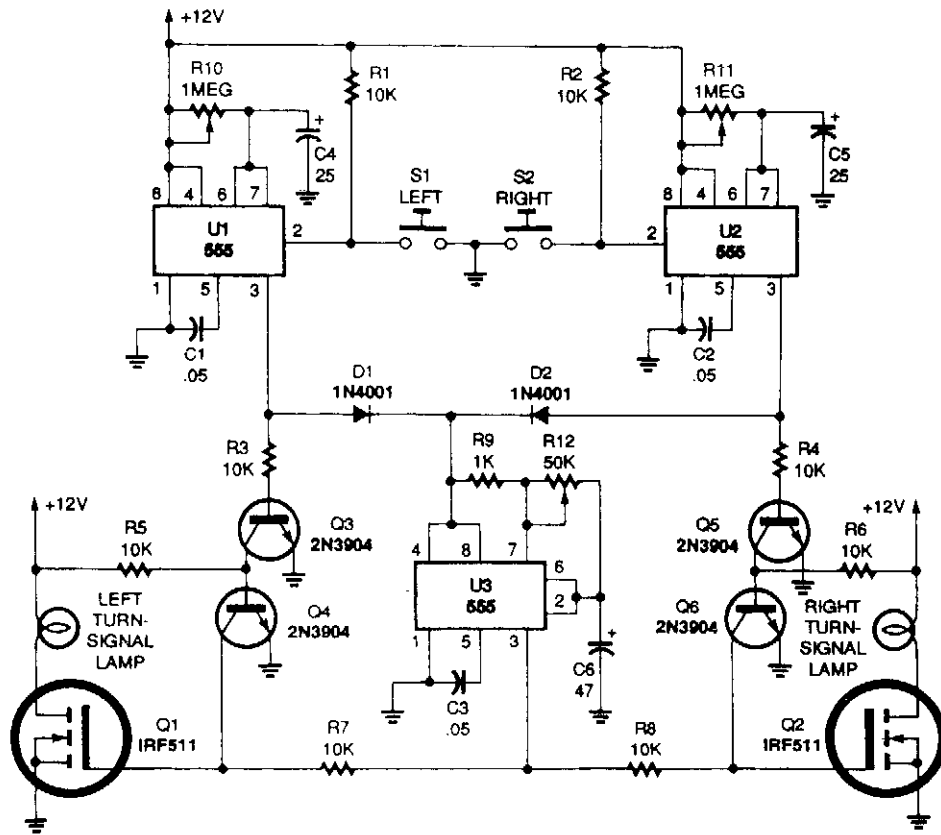 +12V
R10
1MEG
R1
10K
R2
10K
R11
1MEG
+
C4
25
+
C5
25
S1
LEFT
S2
RIGHT
8
4
6
7
U1
555
2
1
5
3
8
4
6
7
U2
555
2
1
5
3
C1
.05
C2
.05
D1
1N4001
D2
1N4001
R3
10K
R9
1K
R12
50K
R4
10K
+12V
R5
10K
Q3
2N3904
Q5
2N3904
R6
10K
+12V
4
8
7
6
2
U3
555
1
5
3
LEFT
TURN-
SIGNAL
LAMP
Q4
2N3904
Q6
2N3904
RIGHT
TURN-
SIGNAL
LAMP
+
C6
47
C3
.05
Q1
IRF511
R7
10K
R8
10K
Q2
IRF511